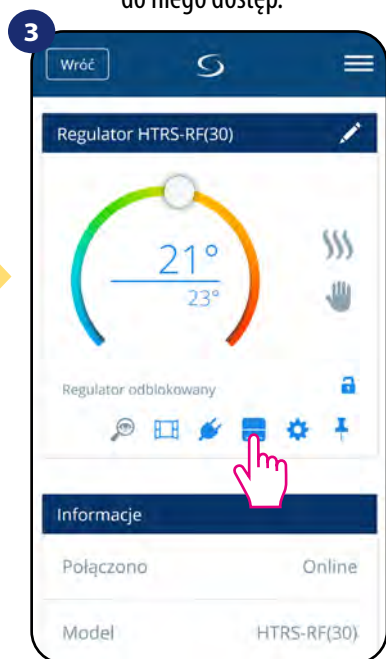 do niego dostęp.
3
Wróć
Regulator HTRS-RF(30)
21°
23°
Regulator odblokowany
Informacje
Połączono Online
Model HTRS-RF(30)